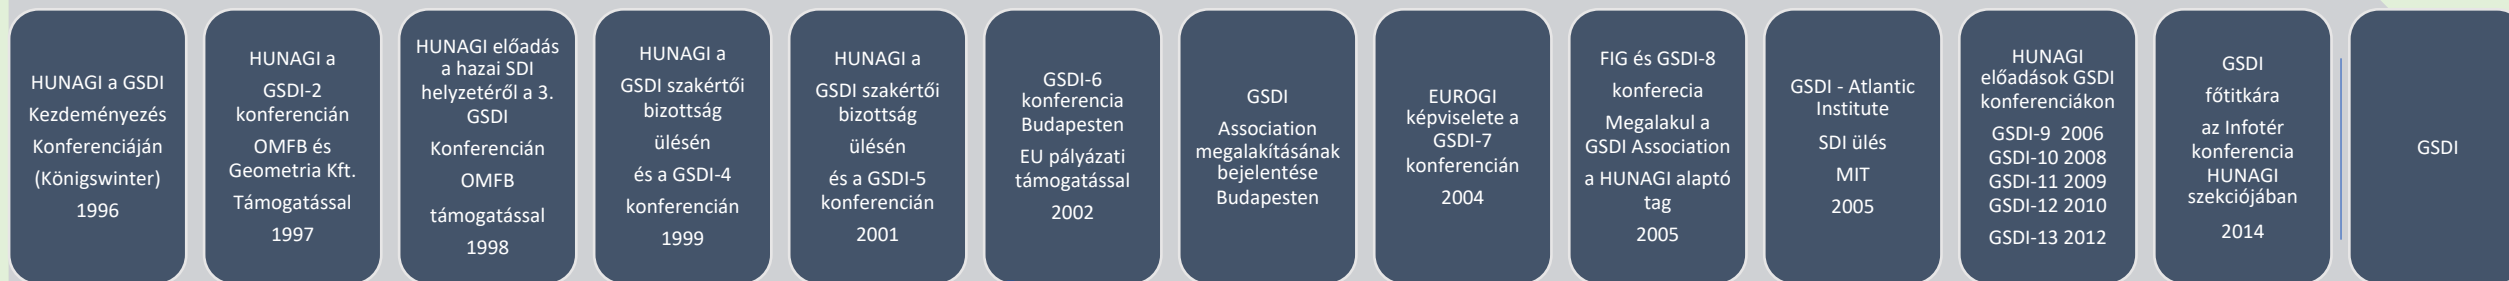 HUNAGI a GSDI
Kezdeményezés
Konferenciáján
(Königswinter)
1996
HUNAGI a
GSDI-2
konferencián
OMFB és
Geometria Kft.
Támogatással
1997
HUNAGI előadás
a hazai SDI
helyzetéről a 3.
GSDI
Konferencián
OMFB
támogatással
1998
HUNAGI a
GSDI szakértői
bizottság
ülésén
és a GSDI-4
konferencián
1999
HUNAGI a
GSDI szakértői
bizottság
ülésén
és a GSDI-5
konferencián
2001
GSDI-6
konferencia
Budapesten
EU pályázati
támogatással
2002
GSDI
Association
megalakításának
bejelentése
Budapesten
EUROGI
képviselete a
GSDI-7
konferencián
2004
FIG és GSDI-8
konferecia
Megalakul a
GSDI Association
a HUNAGI alaptó
tag
2005
GSDI - Atlantic
Institute
SDI ülés
MIT
2005
HUNAGI
előadások GSDI
konferenciákon
GSDI-9 2006
GSDI-10 2008
GSDI-11 2009
GSDI-12 2010
GSDI-13 2012
GSDI
főtitkára
az Infotér
konferencia
HUNAGI
szekciójában
2014
GSDI